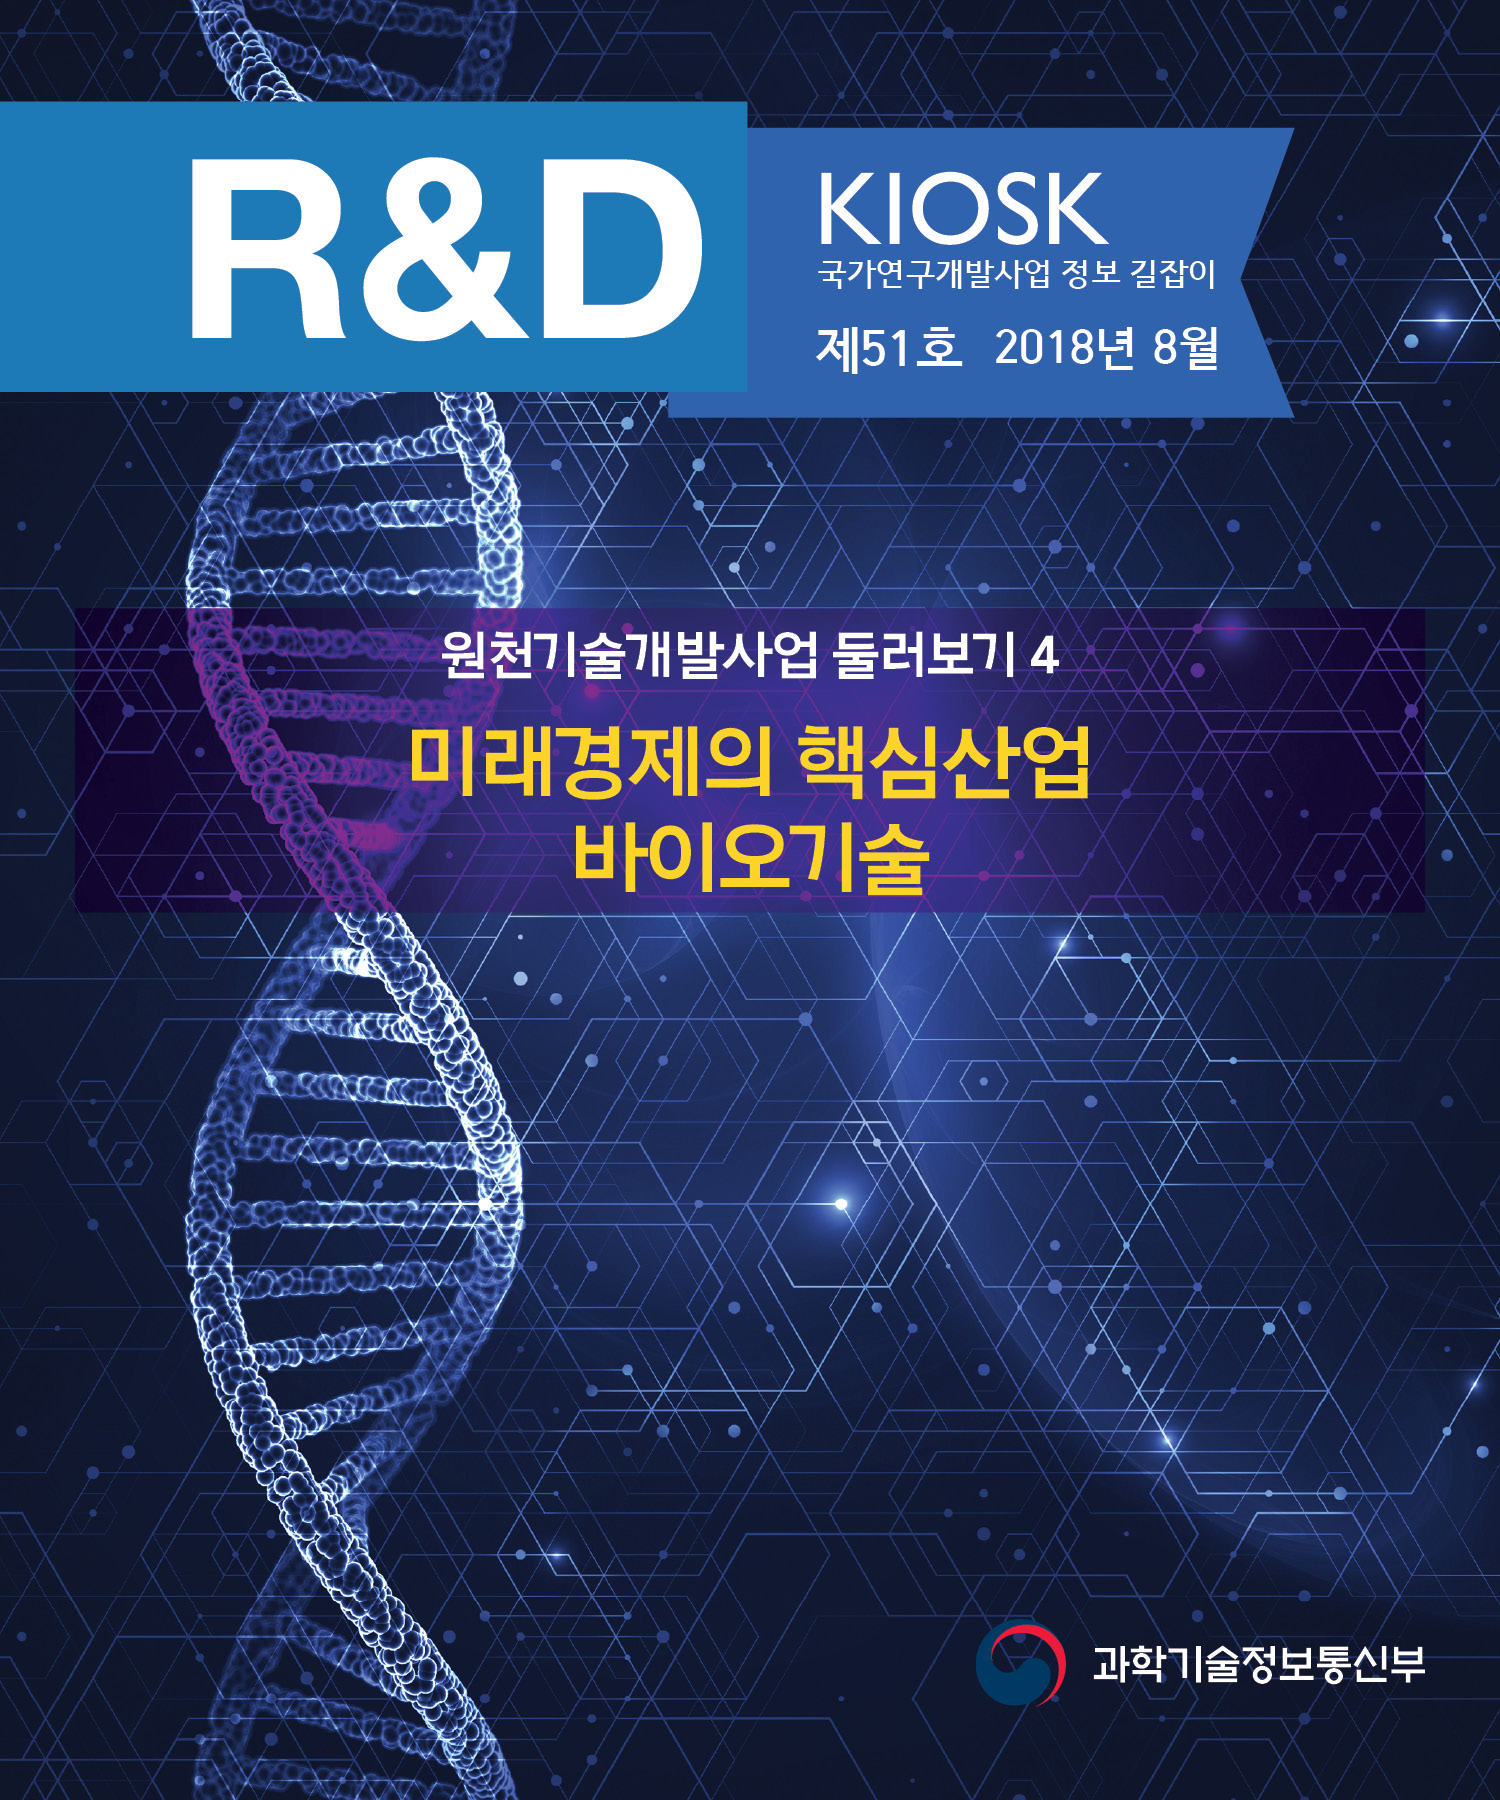 R&D
KIOSK
국가연구개발사업 정보 길잡이
제51호 2018년 8월
원천기술개발사업 둘러보기 4
미래경제의 핵심산업
바이오기술
과학기술정보통신부